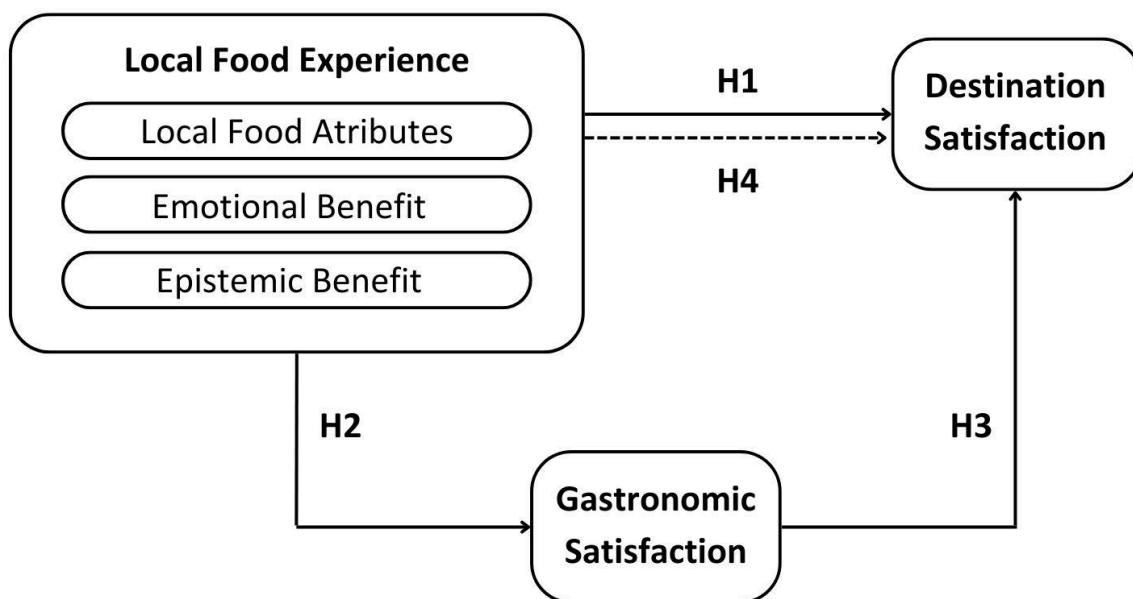 Local Food Experience
Local Food Atributes
Emotional Benefit
Epistemic Benefit
H1
H4
Destination
Satisfaction
H2
H3
Gastronomic
Satisfaction